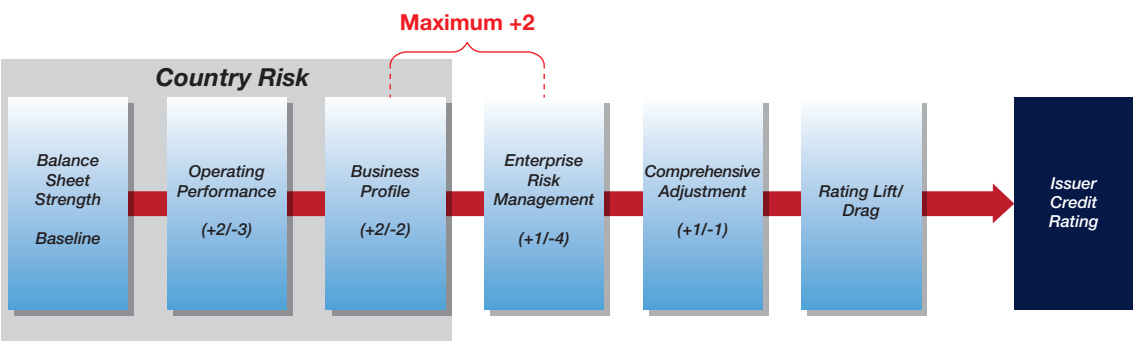 Maximum +2
Country Risk
Balance
Sheet
Strength
Baseline
Operating
Performance
(+2/-3)
Business
Profile
(+2/-2)
Enterprise
Risk
Management
(+1/-4)
Comprehensive
Adjustment
(+1/-1)
Rating Lift/
Drag
Issuer
Credit
Rating